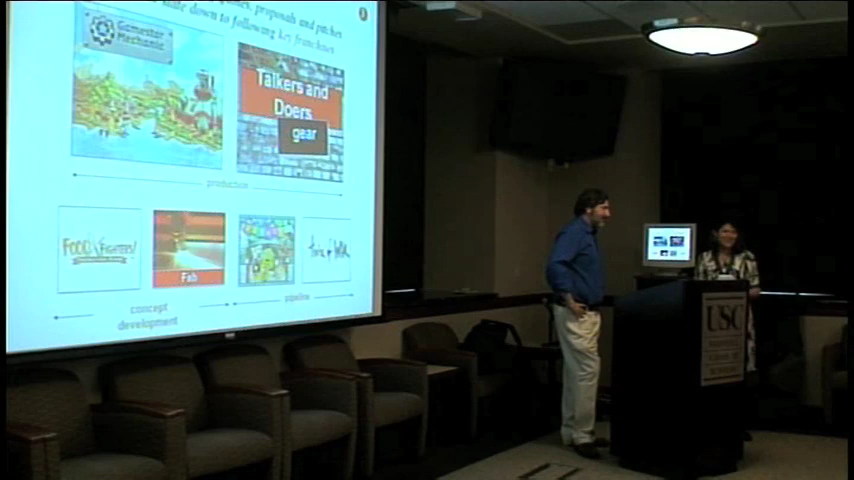 proposals and pitches
down to following key franchises
Gamestar
Mechanic
Talkers and
Doers
gear
production
FOOD FIGHTERS!
Fab
concept
development
pipeline
USC